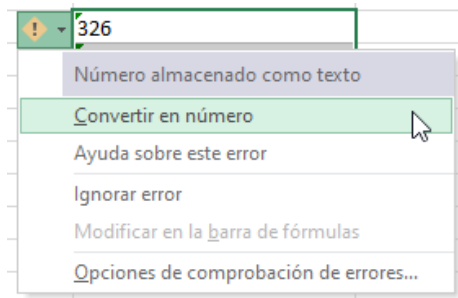 326
Número almacenado como texto
Convertir en número
Ayuda sobre este error
Ignorar error
Modificar en la barra de fórmulas
Opciones de comprobación de errores...